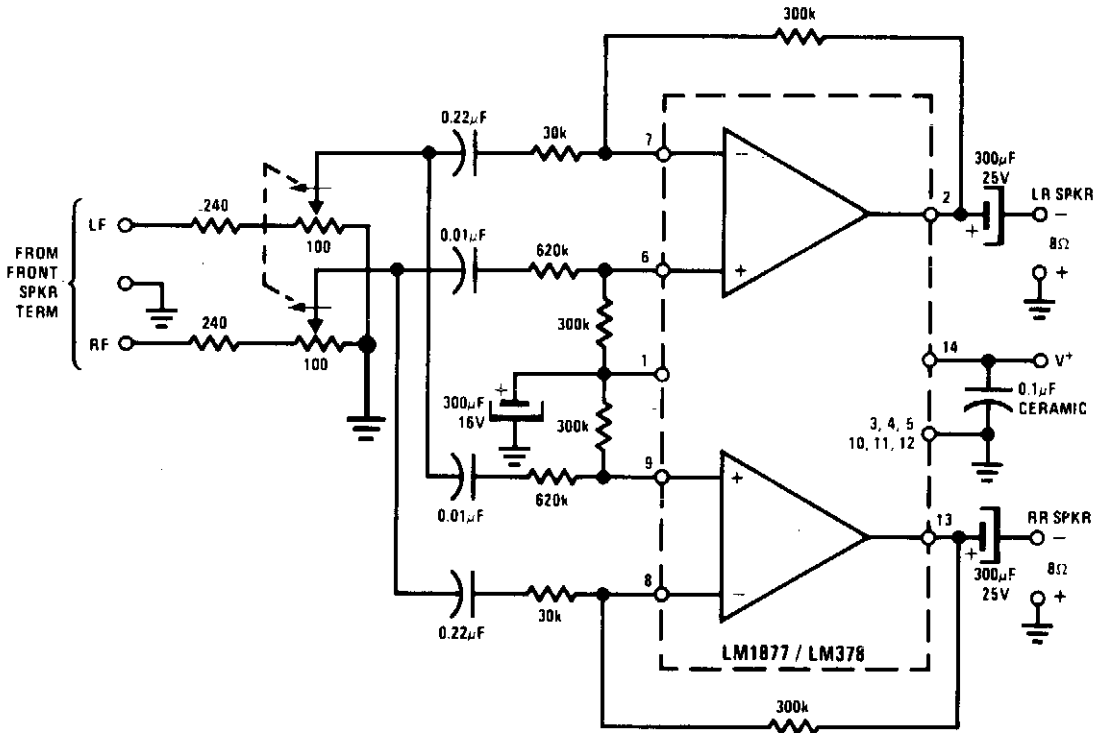 300k
0.22μF
30k
7
–
300μF
25V
2
LR SPKR
–
+
8Ω
+
240
LF
100
0.01μF
620k
6
+
FROM
FRONT
SPKR
TERM
300k
240
RF
100
1
14
V+
+
300μF
16V
0.1μF
CERAMIC
300k
3, 4, 5
10, 11, 12
9
+
620k
0.01μF
13
RR SPKR
–
+
300μF
25V
8Ω
8
–
+
30k
0.22μF
LM1877 / LM378
300k